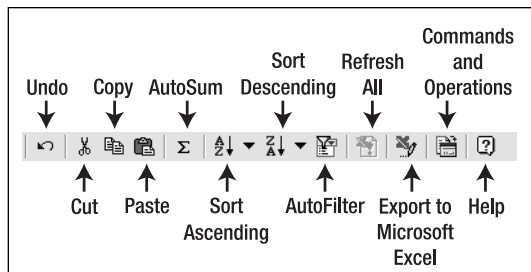 Undo
Copy
AutoSum
Sort
Descending
Refresh
All
Commands
and
Operations
Σ
A
Z
Z
A
?
Cut
Paste
Sort
Ascending
AutoFilter
Export to
Microsoft
Excel
Help